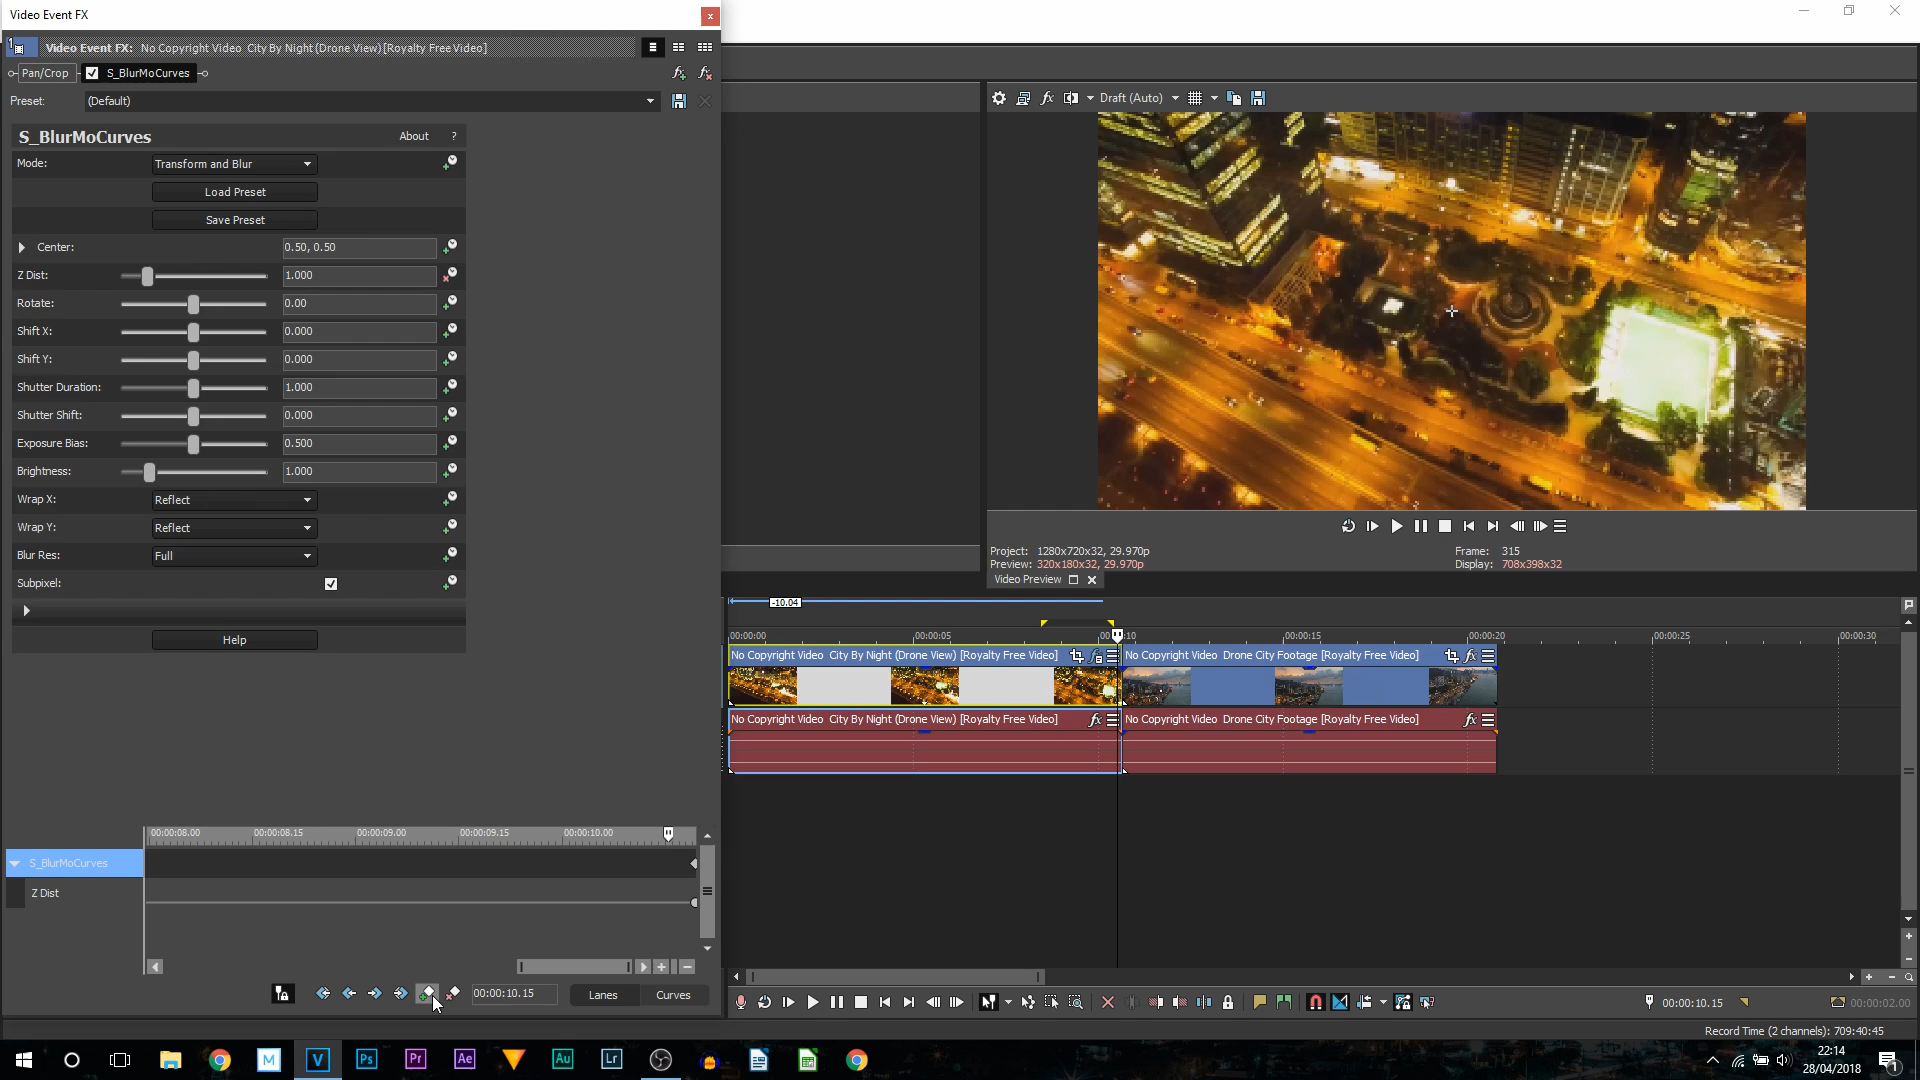 Video Event FX
Video Event FX: No Copyright Video City By Night (Drone View) [Royalty Free Video]
Pan/Crop
S_BlurMoCurves
Preset:
(Default)
S_BlurMoCurves
About
?
Mode:
Transform and Blur
Load Preset
Save Preset
Center:
0.50, 0.50
Z Dist:
1.000
Rotate:
0.00
Shift X:
0.000
Shift Y:
0.000
Shutter Duration:
1.000
Shutter Shift:
0.000
Exposure Bias:
0.500
Brightness:
1.000
Wrap X:
Reflect
Wrap Y:
Reflect
Blur Res:
Full
Subpixel:
Help
00:00:08.00
00:00:08.15
00:00:09.00
00:00:09.15
00:00:10.00
S_BlurMoCurves
Z Dist
00:00:10.15
Lanes
Curves
Draft (Auto)
Project: 1280x720x32, 29.970p
Preview: 320x180x32, 29.970p
Frame: 315
Display: 708x398x32
Video Preview
-10.04
00:00:00
00:00:05
00:00:10
00:00:15
00:00:20
00:00:25
00:00:30
No Copyright Video City By Night (Drone View) [Royalty Free Video]
No Copyright Video Drone City Footage [Royalty Free Video]
No Copyright Video City By Night (Drone View) [Royalty Free Video]
No Copyright Video Drone City Footage [Royalty Free Video]
00:00:10.15
00:00:02.00
Record Time (2 channels): 709:40:45
M
V
Ps
Pr
Ae
Au
Lr
22:14
28/04/2018
1